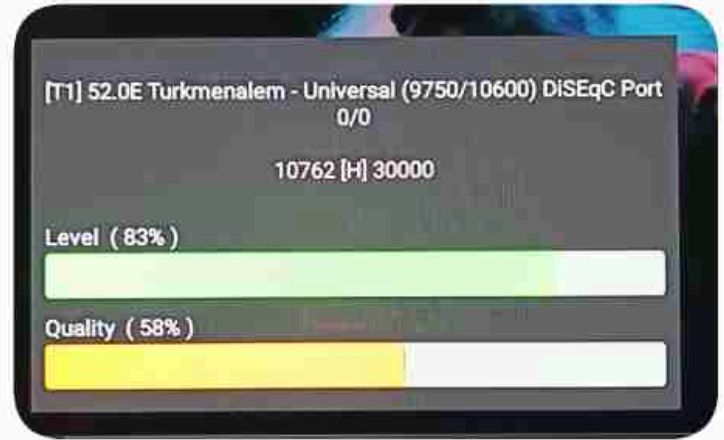 [T1] 52.0E Turkmenalem - Universal (9750/10600) DiSEqC Port
0/0
10762 [H] 30000
Level ( 83% )
Quality ( 58% )